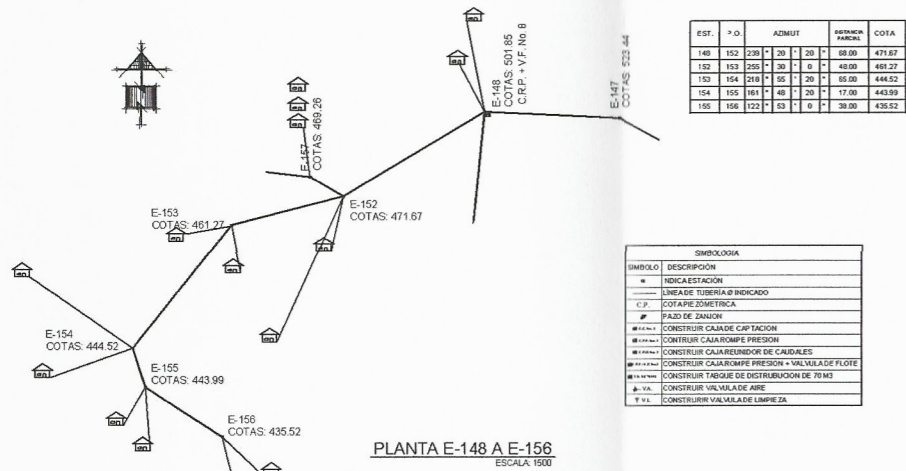 E-148
COTAS: 501.85
C.R.P. + V.F. No. 8
E-147
COTAS: 523.44
E-157
COTAS: 469.26
E-152
COTAS: 471.67
E-153
COTAS: 461.27
E-154
COTAS: 444.52
E-155
COTAS: 443.99
E-156
COTAS: 435.52
PLANTA E-148 A E-156
ESCALA: 1500
EST. P.O. AZIMUT DISTANCIA PARCIAL COTA
148 152 239 ° 20 ' 20 " 68.00 471.67
152 153 255 ° 30 ' 0 " 48.00 461.27
153 154 218 ° 55 ' 20 " 65.00 444.52
154 155 161 ° 48 ' 20 " 17.00 443.99
155 156 122 ° 53 ' 0 " 39.00 435.52
SIMBOLOGIA
SIMBOLO DESCRIPCIÓN
NDICA ESTACIÓN
LÍNEA DE TUBERÍA Ø INDICADO
C.P. COTA PIEZOMETRICA
PAZO DE ZANJON
CONSTRUIR CAJA DE CAPTACION
CONTRUIR CAJA ROMPE PRESION
CONSTRUIR CAJA REUNIDOR DE CAUDALES
CONSTRUIR CAJA ROMPE PRESION + VALVULA DE FLOTE
CONSTRUIR TABQUE DE DISTRUBUCION DE 70 M3
V.A. CONSTRUIR VALVULA DE AIRE
V.L CONSTRURIR VALVULA DE LIMPIEZA